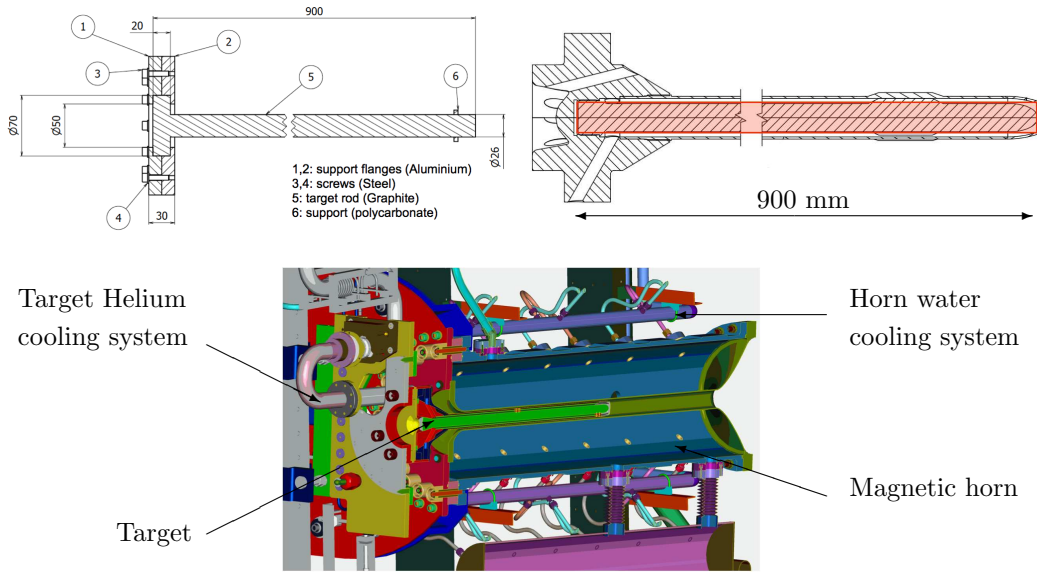 900
20
1
2
3
5
6
Ø70
Ø50
Ø26
1,2: support flanges (Aluminium)
3,4: screws (Steel)
5: target rod (Graphite)
6: support (polycarbonate)
4
30
900 mm
Target Helium
cooling system
Horn water
cooling system
Magnetic horn
Target